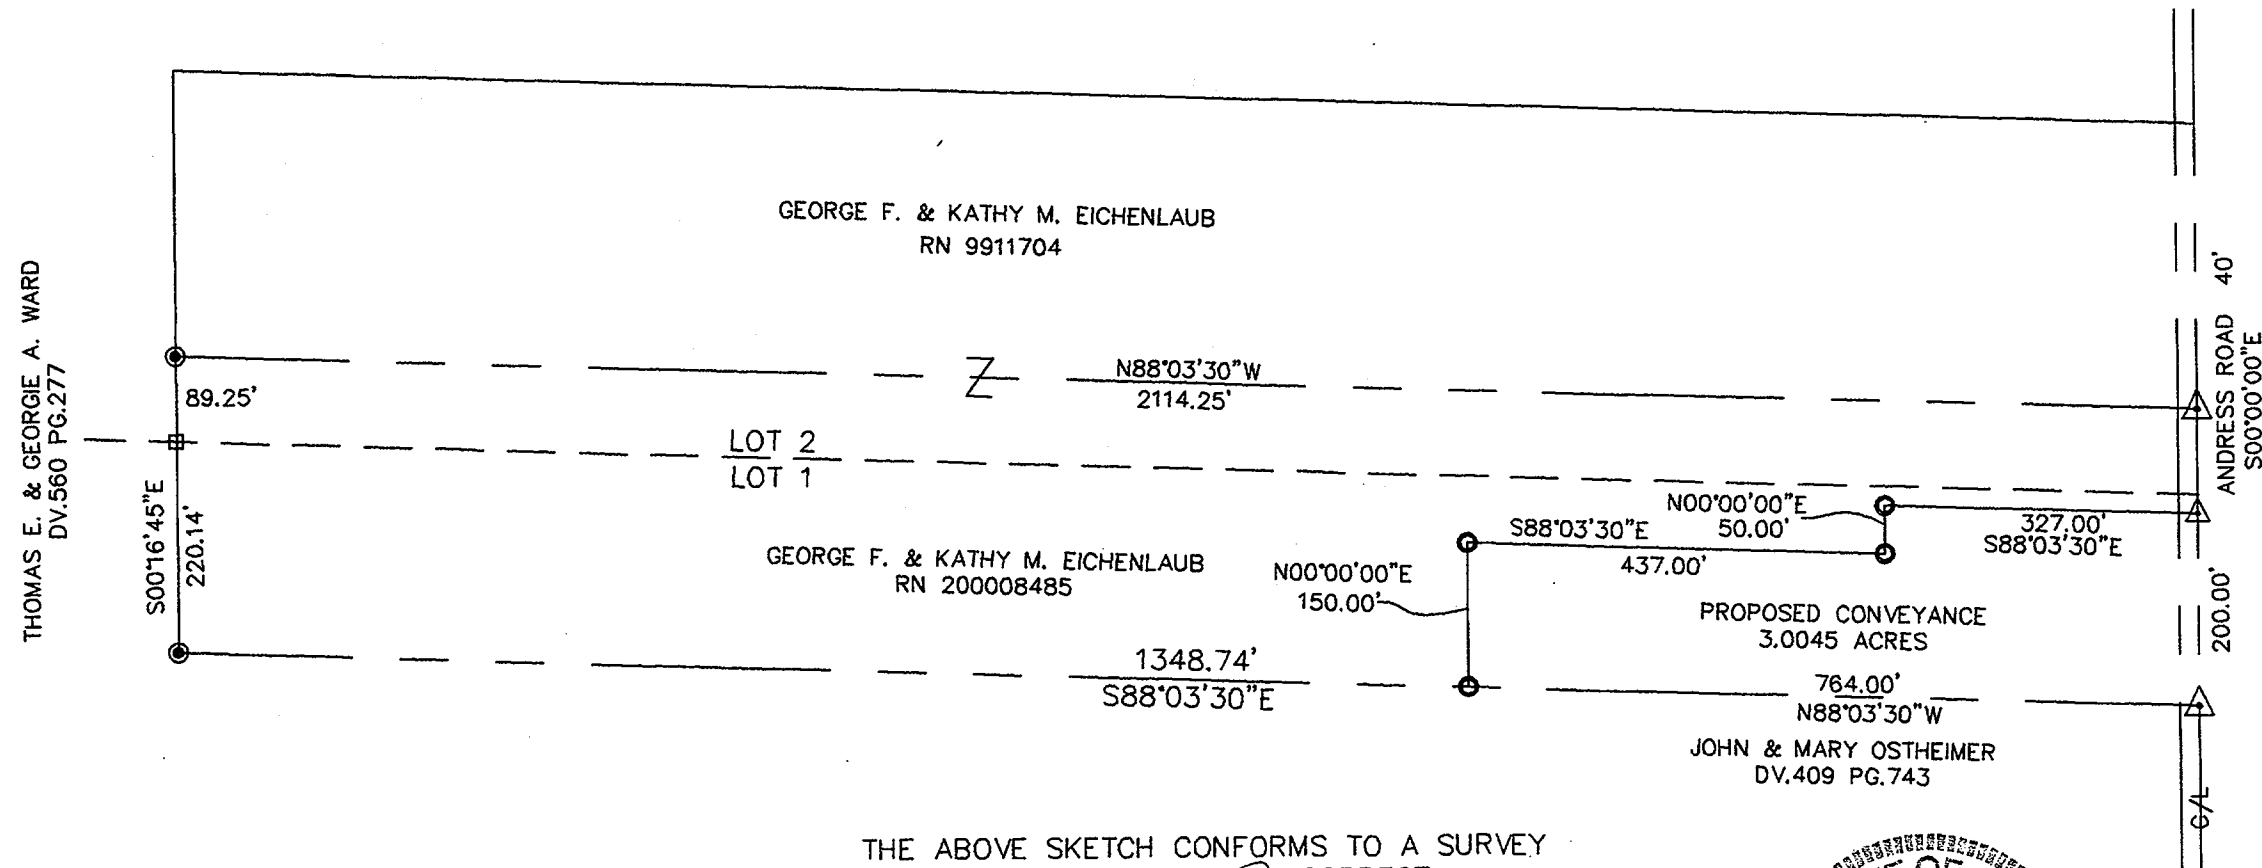 GEORGE F. & KATHY M. EICHENLAUB
RN 9911704
THOMAS E. & GEORGIE A. WARD
DV.560 PG.277
89.25'
N88°03'30"W
2114.25'
ANDRESS ROAD 40'
S00°00'00"E
LOT 2
LOT 1
S00°16'45"E
220.14'
GEORGE F. & KATHY M. EICHENLAUB
RN 200008485
N00°00'00"E
150.00'
S88°03'30"E
437.00'
N00°00'00"E
50.00'
327.00'
S88°03'30"E
PROPOSED CONVEYANCE
3.0045 ACRES
200.00'
1348.74'
S88°03'30"E
764.00'
N88°03'30"W
JOHN & MARY OSTHEIMER
DV.409 PG.743
C/L
THE ABOVE SKETCH CONFORMS TO A SURVEY
OF